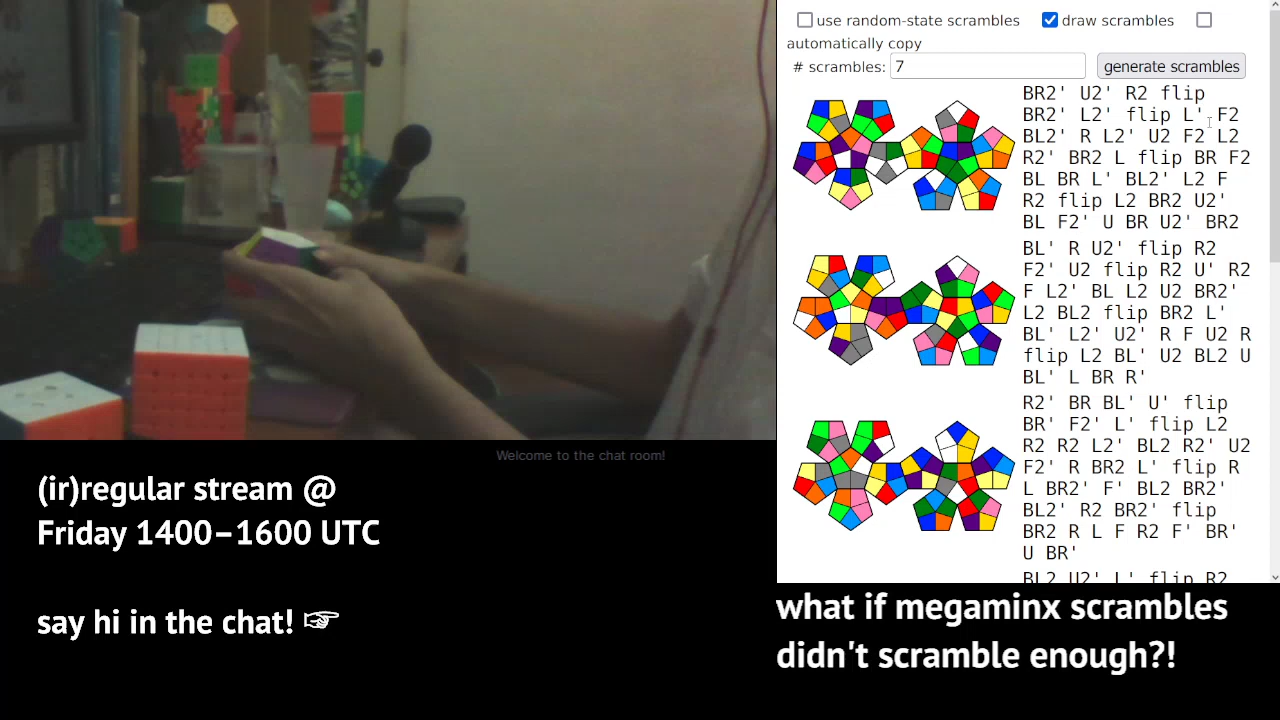 use random-state scrambles
draw scrambles
automatically copy
# scrambles:
7
generate scrambles
BR2' U2' R2 flip
BR2' L2' flip L' F2
BL2' R L2' U2 F2 L2
R2' BR2 L flip BR F2
BL BR L' BL2' L2 F
R2 flip L2 BR2 U2'
BL F2' U BR U2' BR2
BL' R U2' flip R2
F2' U2 flip R2 U' R2
F L2' BL L2 U2 BR2'
L2 BL2 flip BR2 L'
BL' L2' U2' R F U2 R
flip L2 BL' U2 BL2 U
BL' L BR R'
R2' BR BL' U' flip
BR' F2' L' flip L2
R2 R2 L2' BL2 R2' U2
F2' R BR2 L' flip R
L BR2' F' BL2 BR2'
BL2' R2 BR2' flip
BR2 R L F R2 F' BR'
U BR'
BL2 U2' L' flip R2
Welcome to the chat room!
(ir)regular stream @
Friday 1400–1600 UTC
say hi in the chat! ☞
what if megaminx scrambles
didn't scramble enough?!